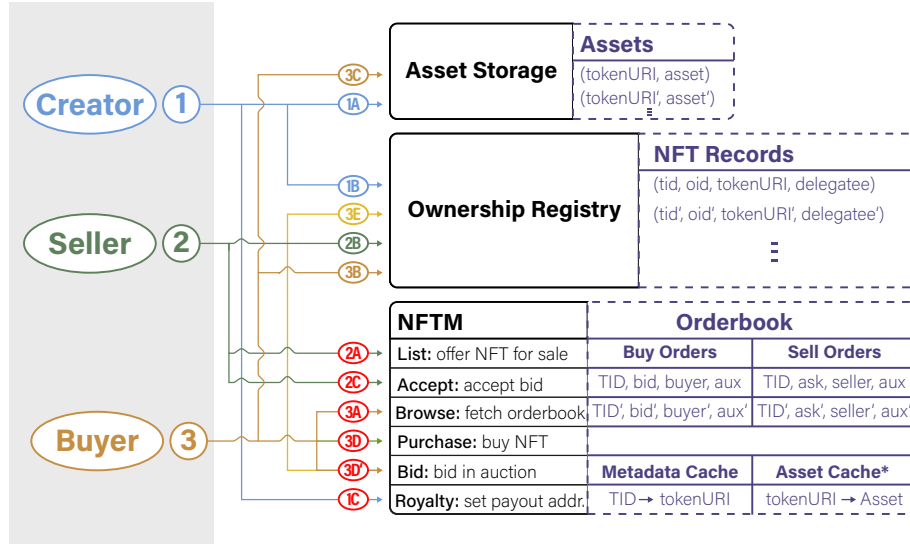 Creator 1
Seller 2
Buyer 3
3C
1A
1B
3E
2B
3B
2A
2C
3A
3D
3D'
1C
Asset Storage
Assets
(tokenURI, asset)
(tokenURI', asset')
Ownership Registry
NFT Records
(tid, oid, tokenURI, delegatee)
(tid', oid', tokenURI', delegatee')
NFTM Orderbook
List: offer NFT for sale Buy Orders Sell Orders
Accept: accept bid TID, bid, buyer, aux TID, ask, seller, aux
Browse: fetch orderbook TID', bid', buyer', aux' TID', ask', seller', aux'
Purchase: buy NFT
Bid: bid in auction Metadata Cache Asset Cache*
Royalty: set payout addr. TID → tokenURI tokenURI → Asset